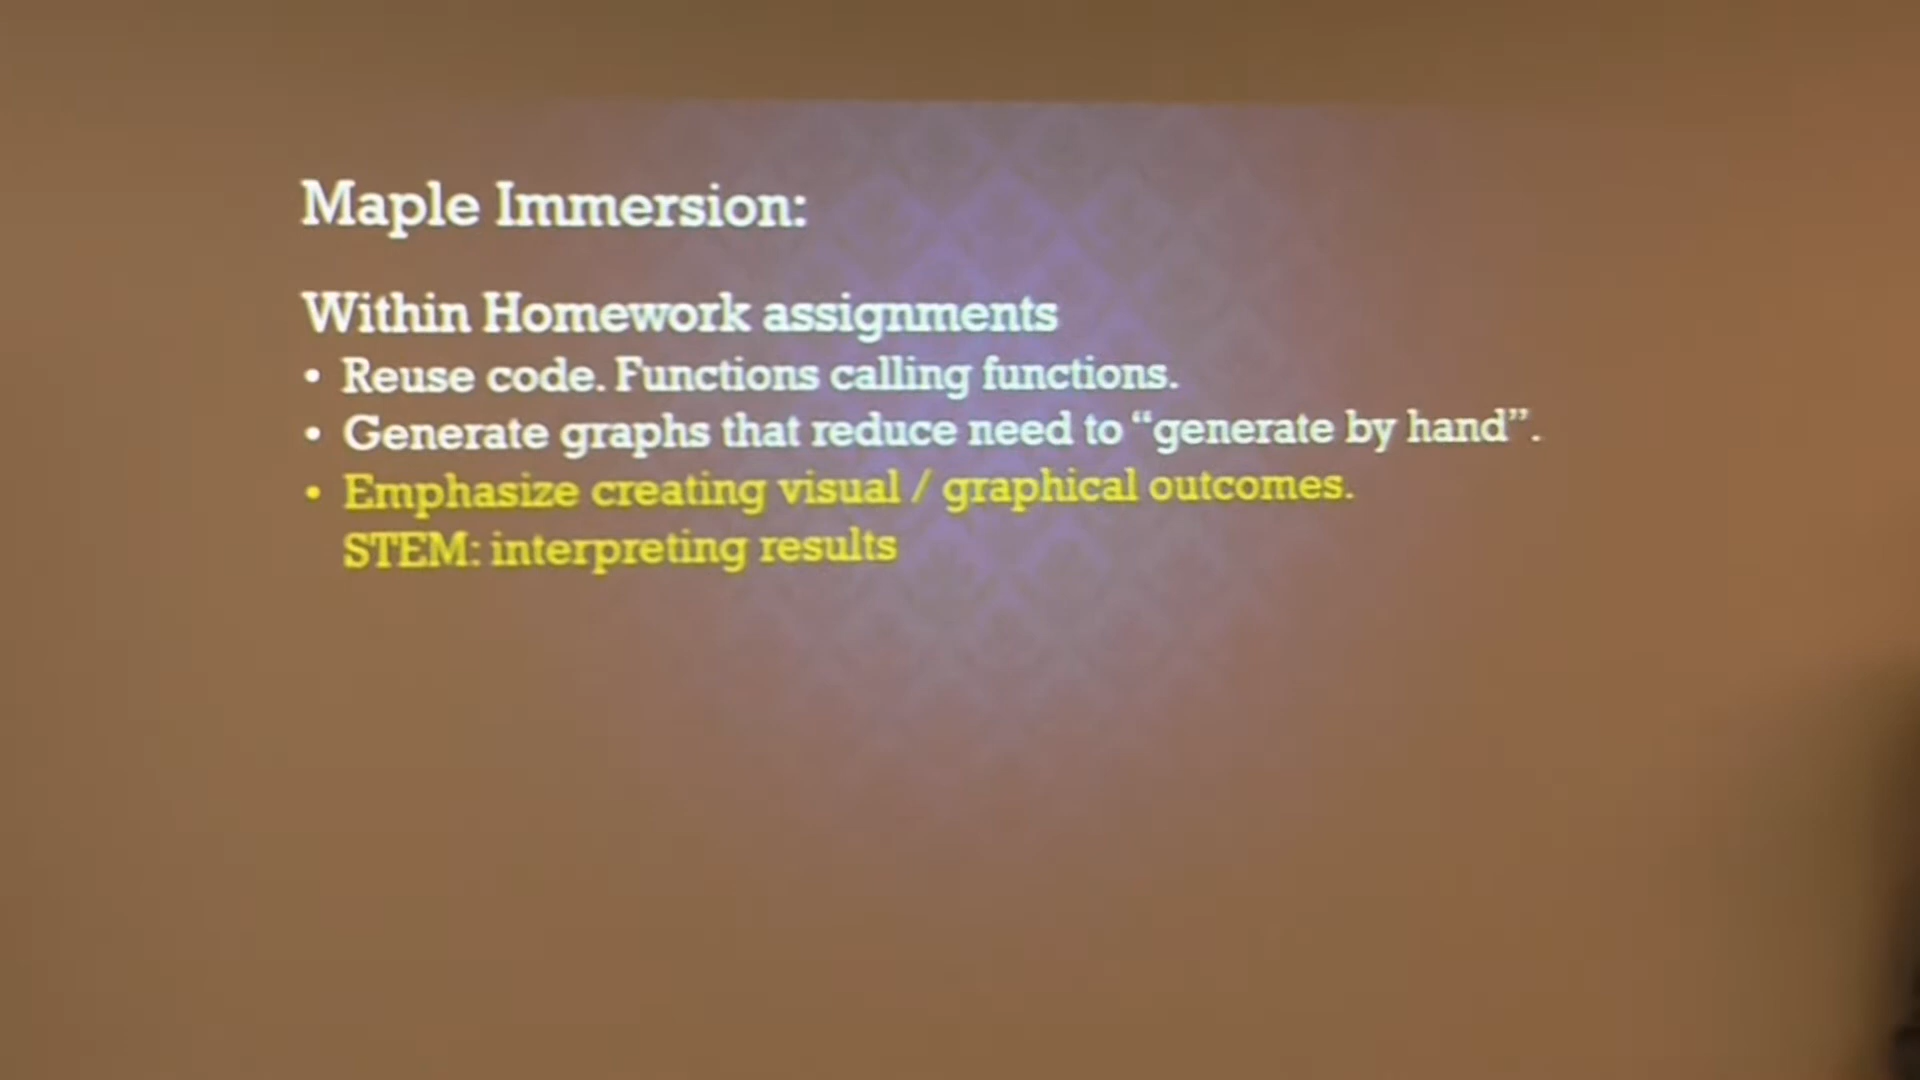 Maple Immersion:
Within Homework assignments
• Reuse code. Functions calling functions.
• Generate graphs that reduce need to “generate by hand”.
• Emphasize creating visual / graphical outcomes.
STEM: interpreting results